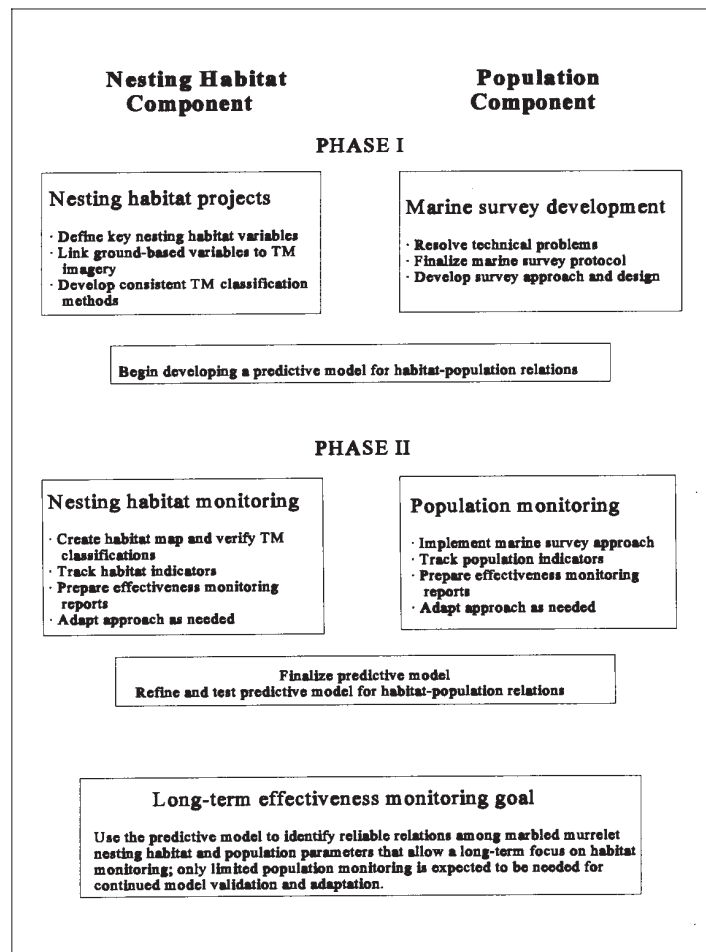 Nesting Habitat
Component
Population
Component
PHASE I
Nesting habitat projects
· Define key nesting habitat variables
· Link ground-based variables to TM
imagery
· Develop consistent TM classification
methods
Marine survey development
· Resolve technical problems
· Finalize marine survey protocol
· Develop survey approach and design
Begin developing a predictive model for habitat-population relations
PHASE II
Nesting habitat monitoring
· Create habitat map and verify TM
classifications
· Track habitat indicators
· Prepare effectiveness monitoring
reports
· Adapt approach as needed
Population monitoring
· Implement marine survey approach
· Track population indicators
· Prepare effectiveness monitoring
reports
· Adapt approach as needed
Finalize predictive model
Refine and test predictive model for habitat-population relations
Long-term effectiveness monitoring goal
Use the predictive model to identify reliable relations among marbled murrelet
nesting habitat and population parameters that allow a long-term focus on habitat
monitoring; only limited population monitoring is expected to be needed for
continued model validation and adaptation.